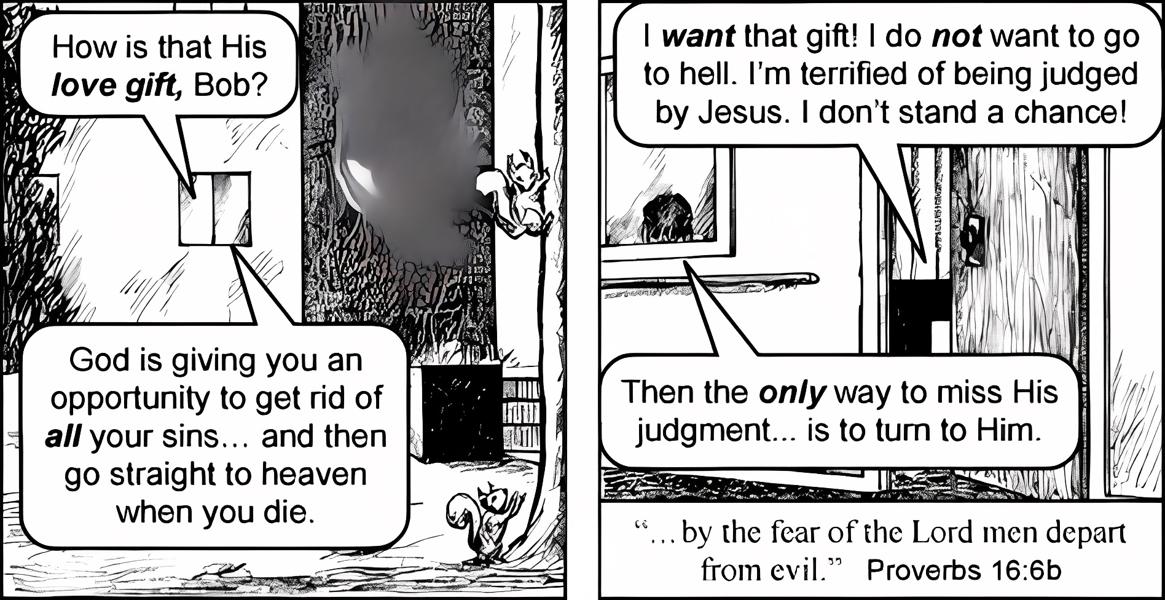 How is that His
love gift, Bob?
God is giving you an
opportunity to get rid of
all your sins... and then
go straight to heaven
when you die.
I want that gift! I do not want to go
to hell. I'm terrified of being judged
by Jesus. I don't stand a chance!
Then the only way to miss His
judgment... is to turn to Him.
“...by the fear of the Lord men depart
from evil.” Proverbs 16:6b